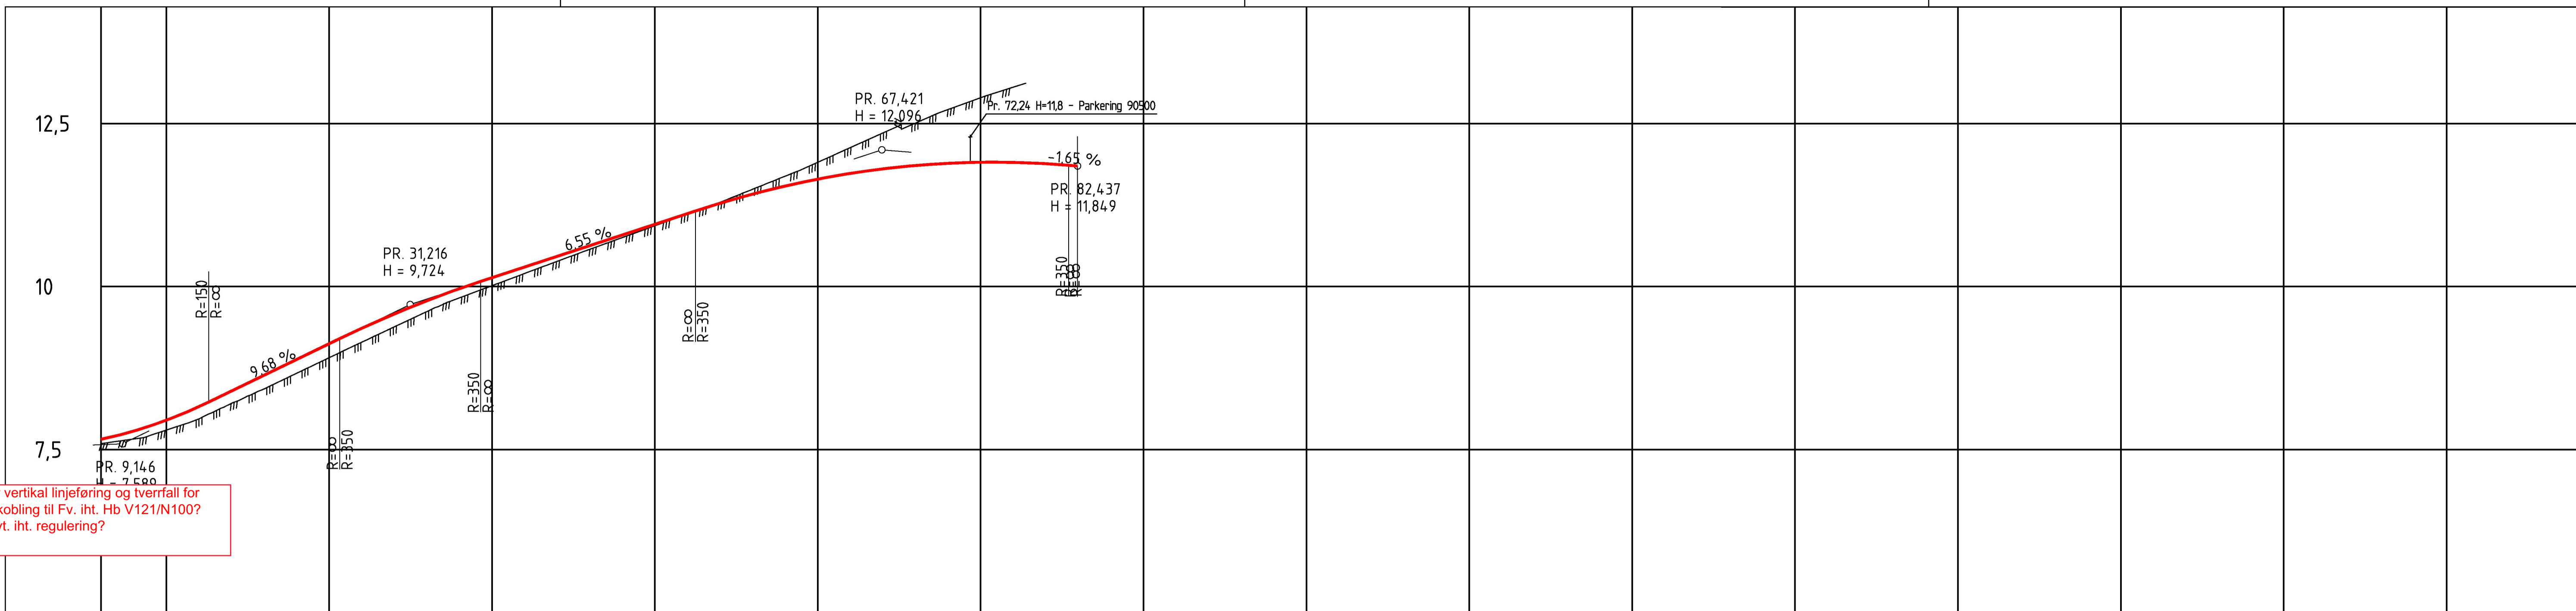 PR. 67,421
H = 12,096
Pr. 72,24 H=11,8 - Parkering 90500
12,5
-1,65 %
PR. 82,437
H = 11,849
6,55 %
PR. 31,216
H = 9,724
R=350
R=∞
R=∞
10
R=150
R=∞
R=∞
R=350
9,68 %
R=350
R=∞
7,5
R=∞
R=350
PR. 9,146
H = 7,589
vertikal linjeføring og tverrfall for
kobling til Fv. iht. Hb V121/N100?
vt. iht. regulering?